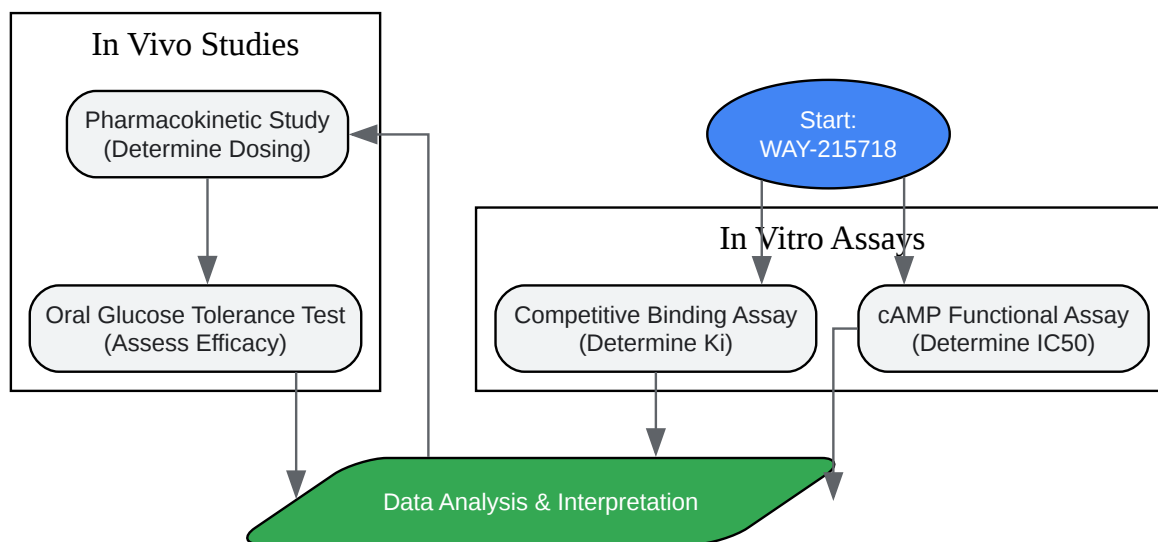 In Vivo Studies
Pharmacokinetic Study
(Determine Dosing)
Oral Glucose Tolerance Test
(Assess Efficacy)
Start:
WAY-215718
In Vitro Assays
Competitive Binding Assay
(Determine Ki)
cAMP Functional Assay
(Determine IC50)
Data Analysis & Interpretation